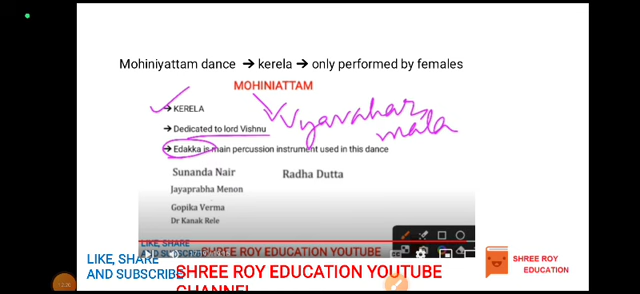 Mohiniyattam dance → kerela → only performed by females
MOHINIATTAM
→ KERELA
Vyavahar
mala
→ Dedicated to lord Vishnu
→ Edakka is main percussion instrument used in this dance
Sunanda Nair
Radha Dutta
Jayaprabha Menon
Gopika Verma
Dr Kanak Rele
LIKE, SHARE
AND SUBSCRIBE
SHREE ROY EDUCATION YOUTUBE
LIKE, SHARE
AND SUBSCRIBE
SHREE ROY EDUCATION YOUTUBE
CHANNEL
SHREE ROY
EDUCATION